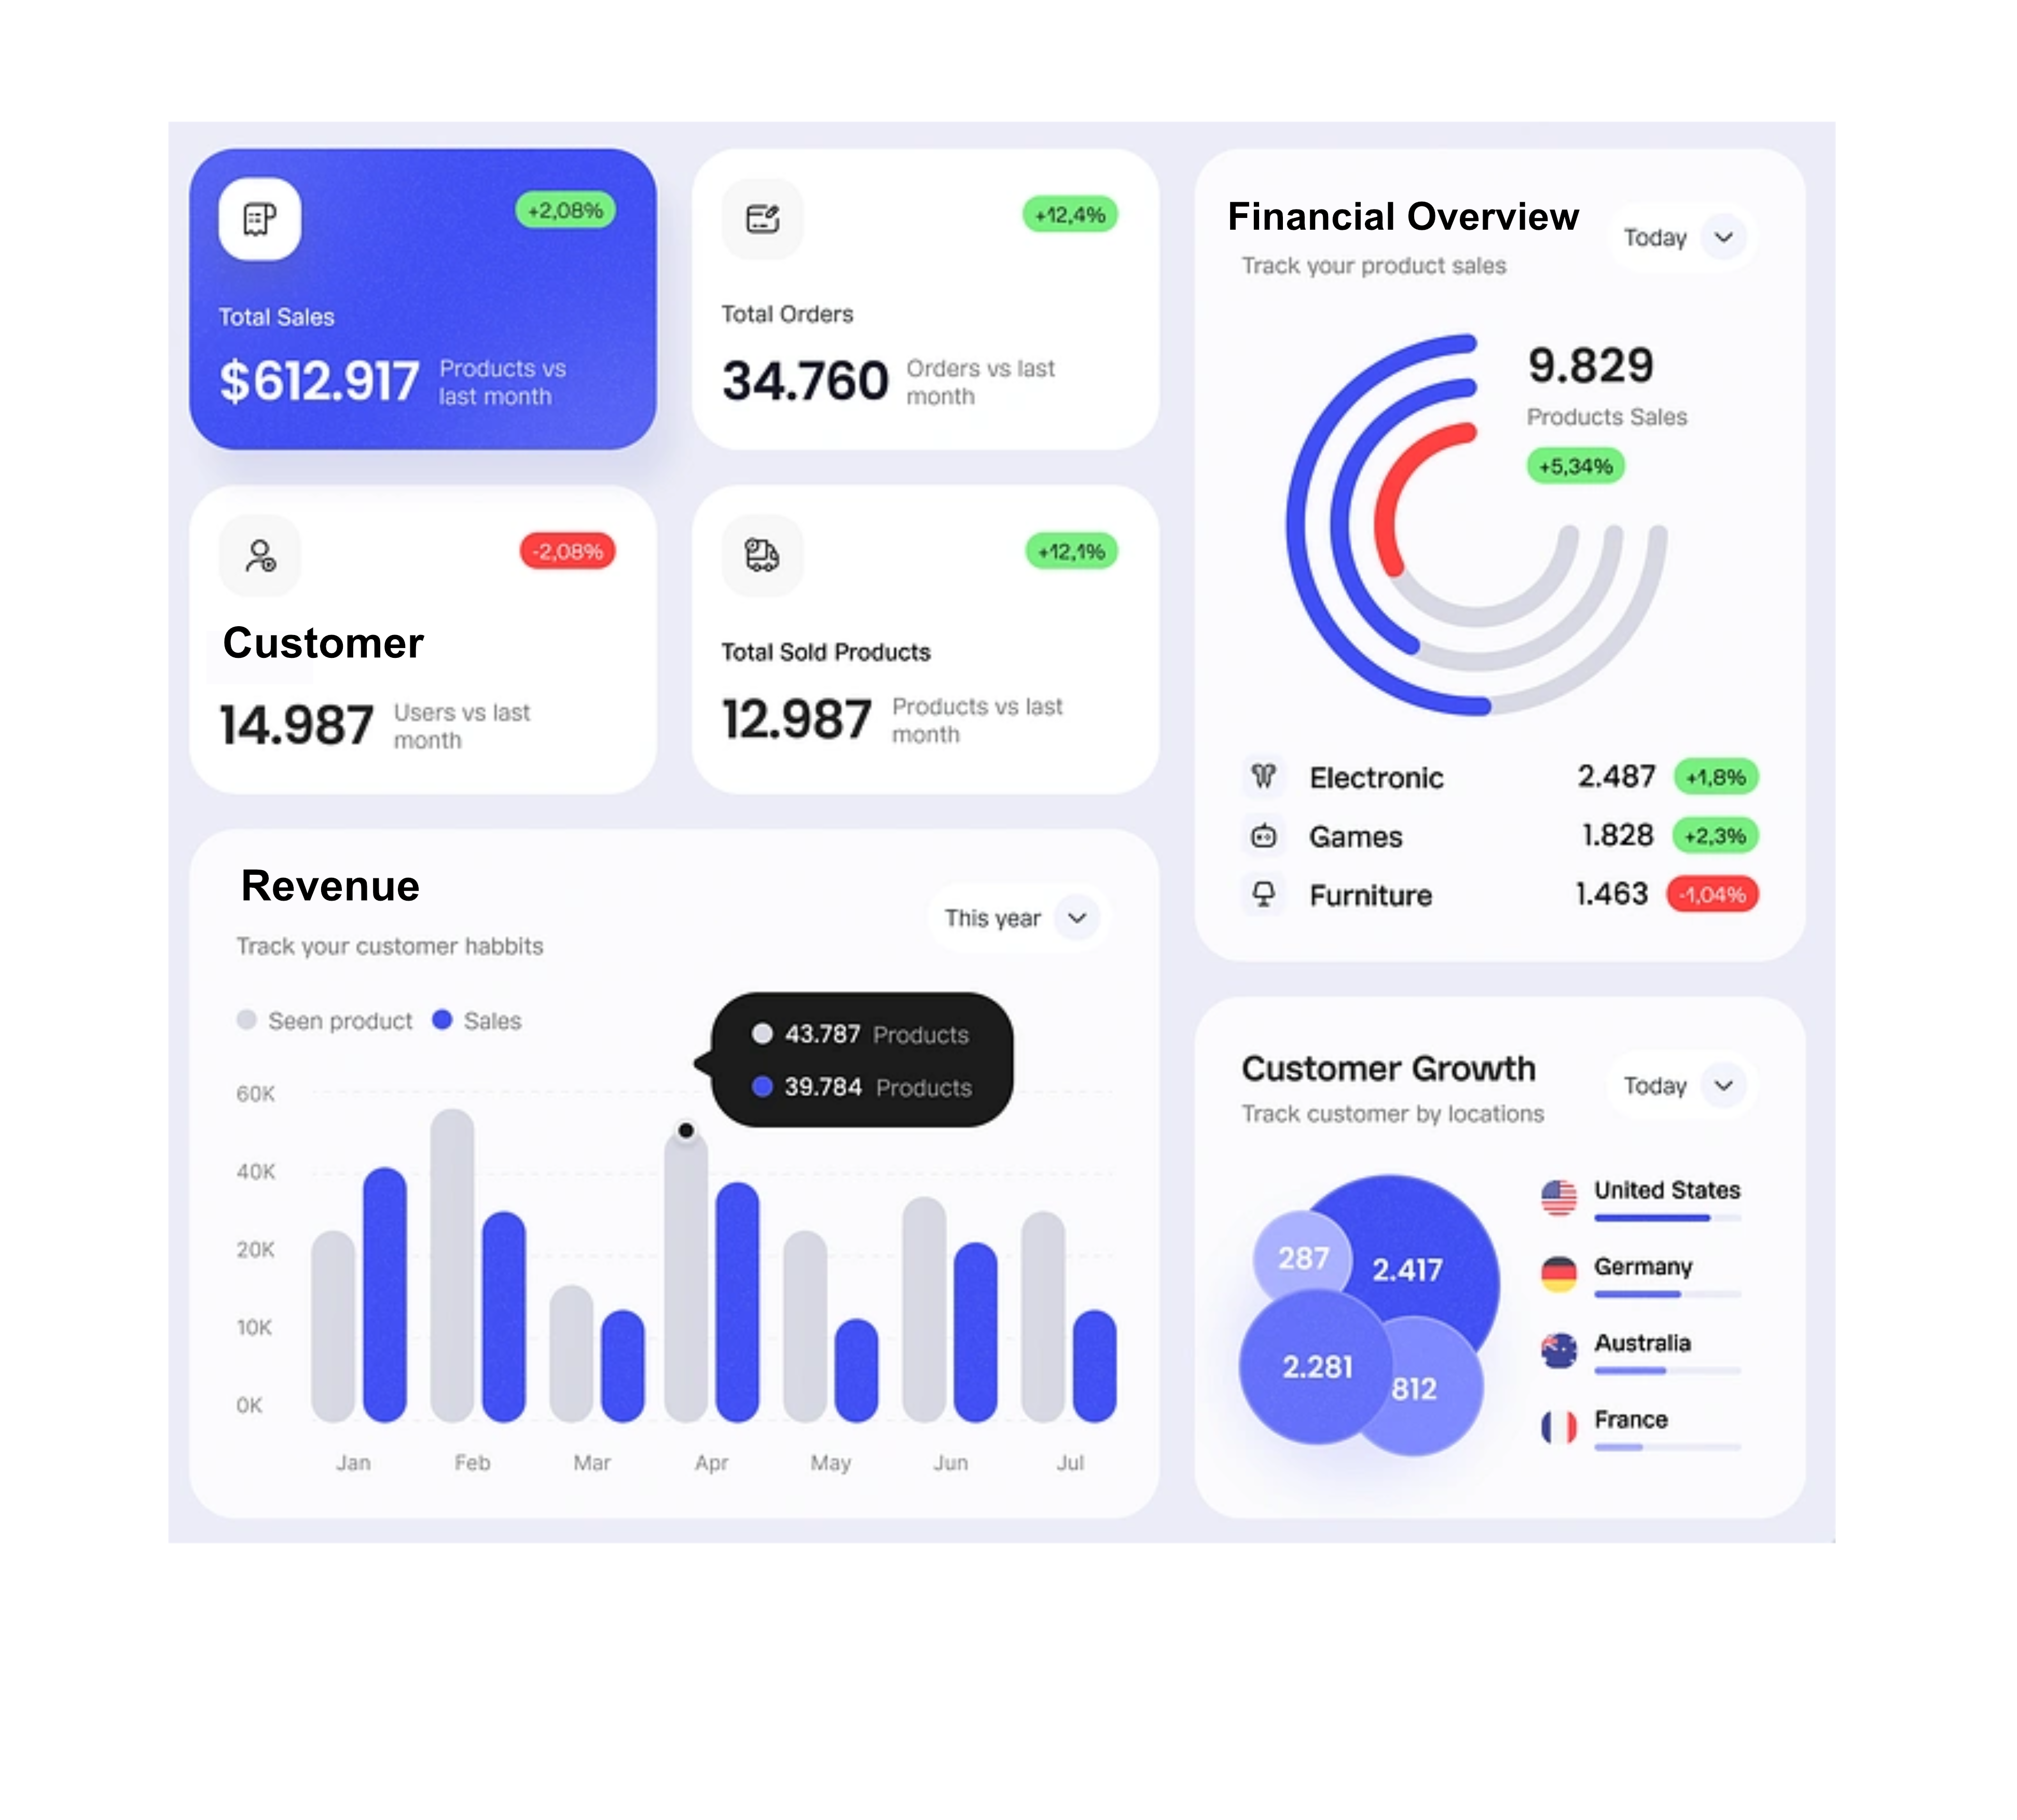 +2,08%
Total Sales
$612.917
Products vs
last month
+12,4%
Total Orders
34.760
Orders vs last
month
-2,08%
Customer
14.987
Users vs last
month
+12,1%
Total Sold Products
12.987
Products vs last
month
Revenue
Track your customer habbits
This year
Seen product
Sales
43.787 Products
39.784 Products
60K
40K
20K
10K
0K
Jan Feb Mar Apr May Jun Jul
Financial Overview
Track your product sales
Today
9.829
Products Sales
+5,34%
Electronic 2.487 +1,8%
Games 1.828 +2,3%
Furniture 1.463 -1,04%
Customer Growth
Track customer by locations
Today
287
2.417
2.281
812
United States
Germany
Australia
France